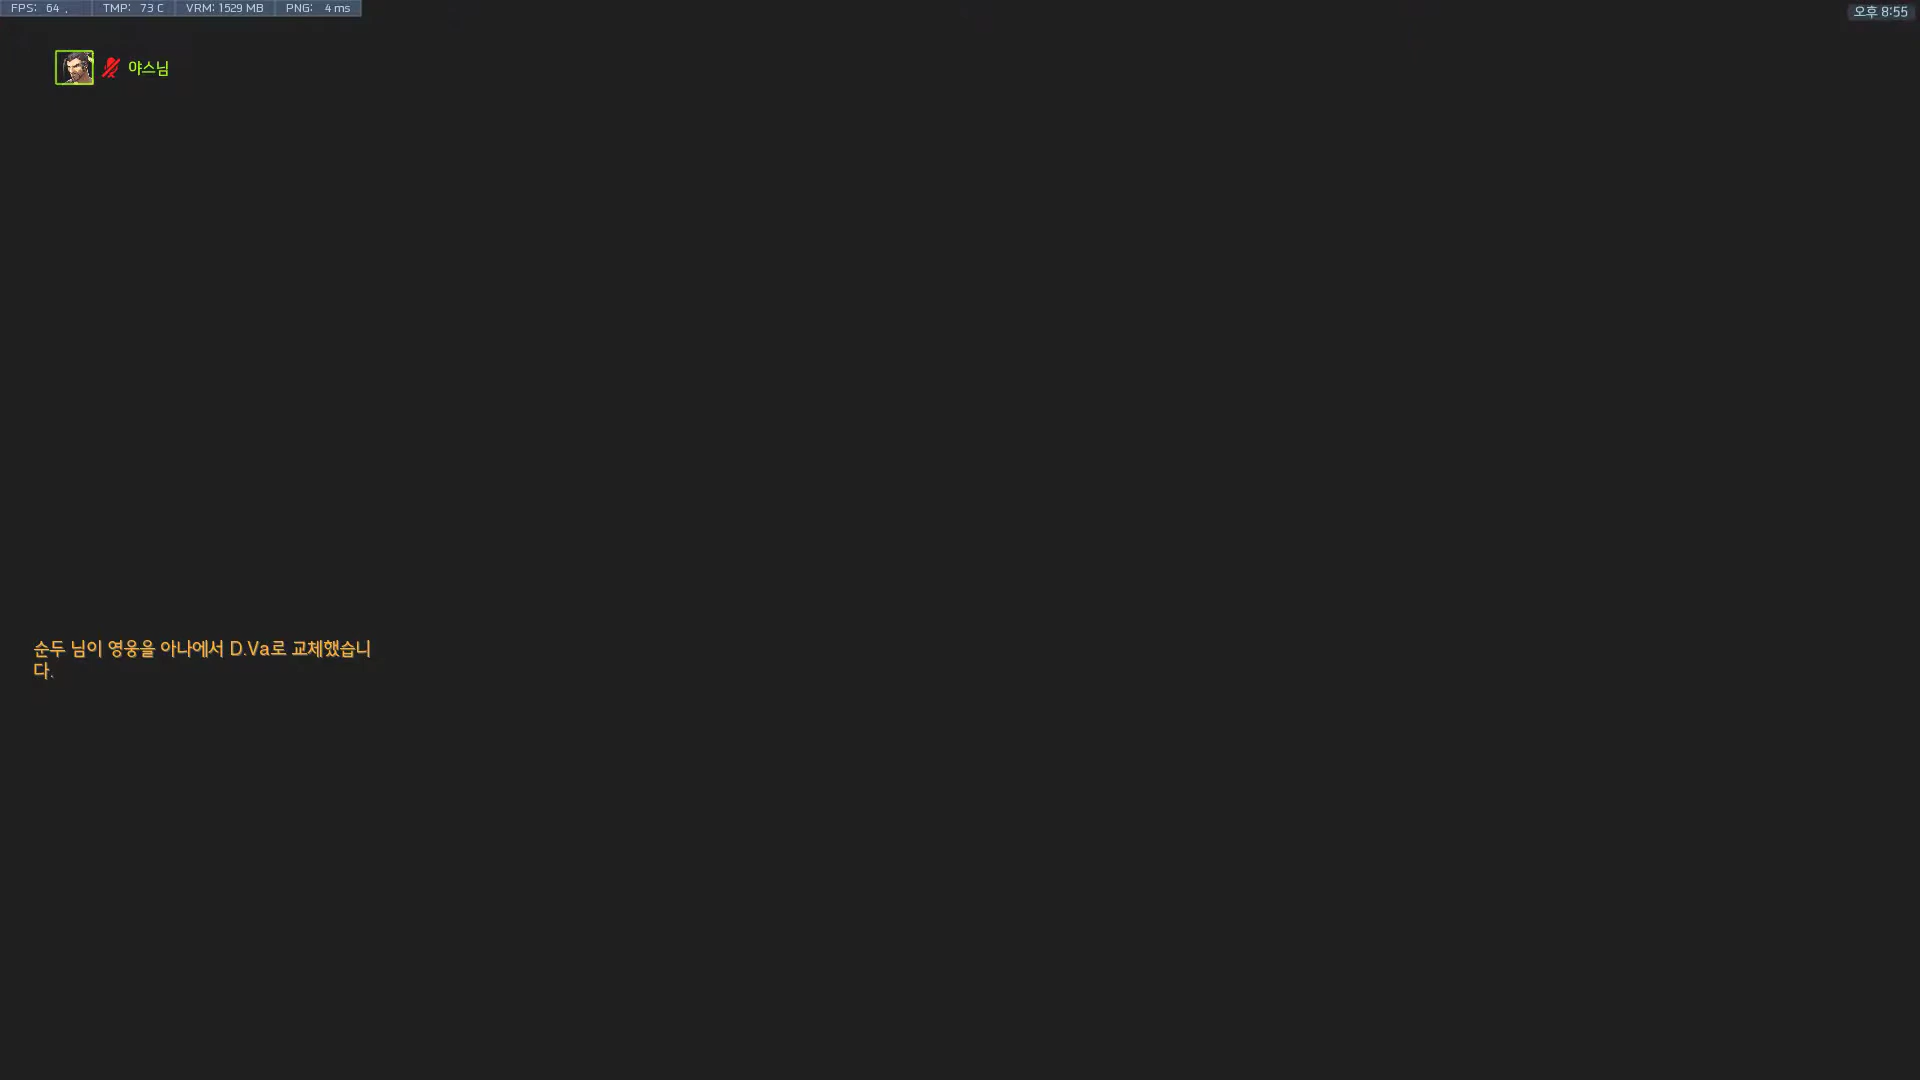 FPS: 64 . TMP: 73 C VRM: 1529 MB PNG: 4 ms
오후 8:55
야스님
순두 님이 영웅을 아나에서 D.Va로 교체했습니
다.